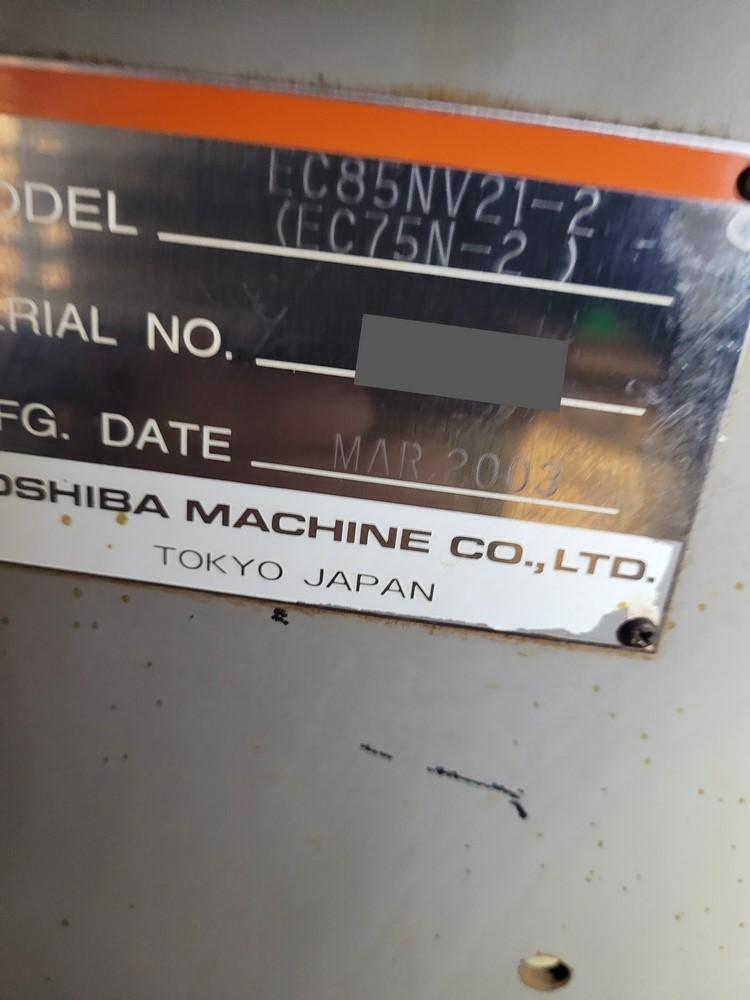 ODEL EC85NV21-2
(EC75N-2)
ERIAL NO.
FG. DATE MAR.2003
OSHIBA MACHINE CO.,LTD.
TOKYO JAPAN